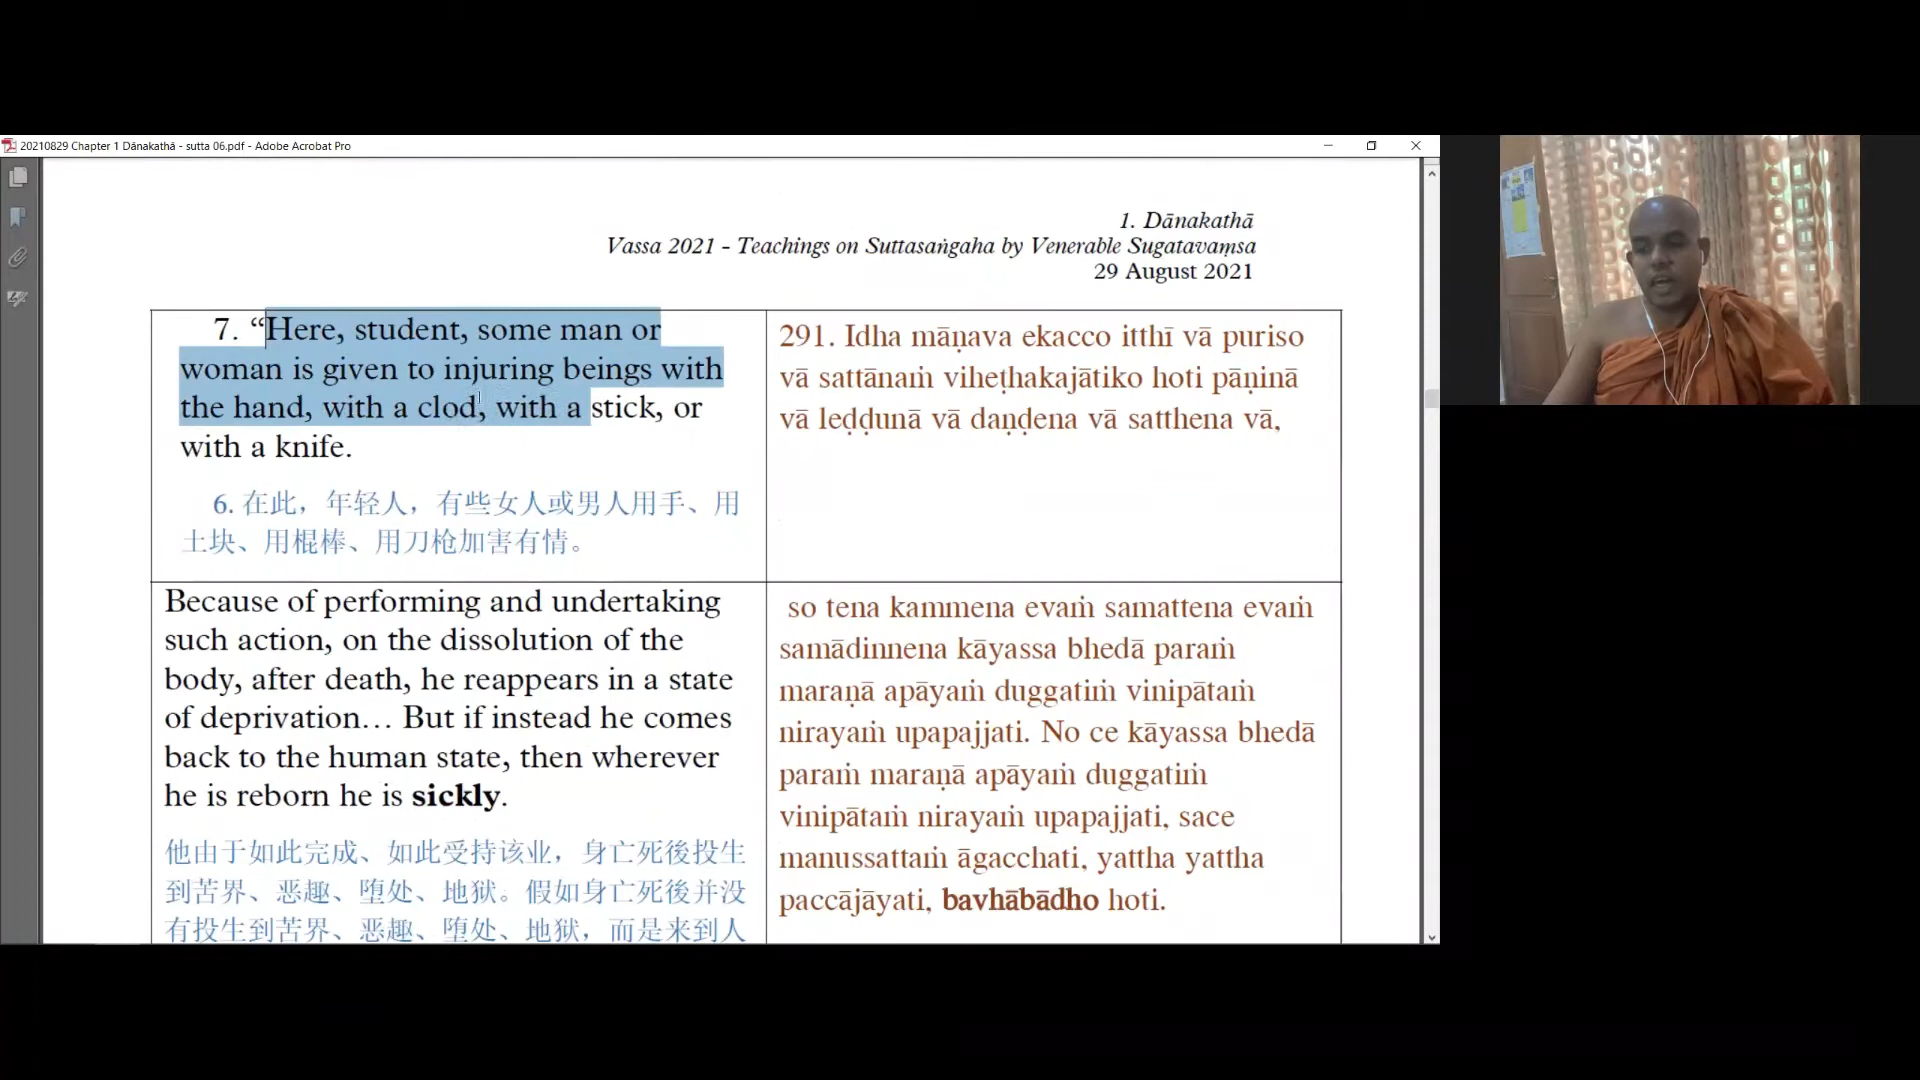 20210829 Chapter 1 Dānakathā - sutta 06.pdf - Adobe Acrobat Pro
1. Dānakathā
Vassa 2021 - Teachings on Suttasaṅgaha by Venerable Sugatavaṃsa
29 August 2021
7. “Here, student, some man or
woman is given to injuring beings with
the hand, with a clod, with a stick, or
with a knife.
6. 在此，年轻人，有些女人或男人用手、用
土块、用棍棒、用刀枪加害有情。
291. Idha māṇava ekacco itthī vā puriso
vā sattānaṁ viheṭhakajātiko hoti pāṇinā
vā leḍḍunā vā daṇḍena vā satthena vā,
Because of performing and undertaking
such action, on the dissolution of the
body, after death, he reappears in a state
of deprivation… But if instead he comes
back to the human state, then wherever
he is reborn he is sickly.
他由于如此完成、如此受持该业，身亡死後投生
到苦界、恶趣、堕处、地狱。假如身亡死後并没
有投生到苦界、恶趣、堕处、地狱，而是来到人
so tena kammena evaṁ samattena evaṁ
samādinnena kāyassa bhedā paraṁ
maraṇā apāyaṁ duggatiṁ vinipātaṁ
nirayaṁ upapajjati. No ce kāyassa bhedā
paraṁ maraṇā apāyaṁ duggatiṁ
vinipātaṁ nirayaṁ upapajjati, sace
manussattaṁ āgacchati, yattha yattha
paccājāyati, bavhābādho hoti.